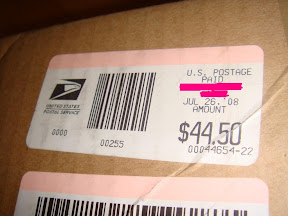 UNITED STATES
POSTAL SERVICE
0000
00255
U.S. POSTAGE
PAID
JUL 26. '08
AMOUNT
$44.50
00044654-22